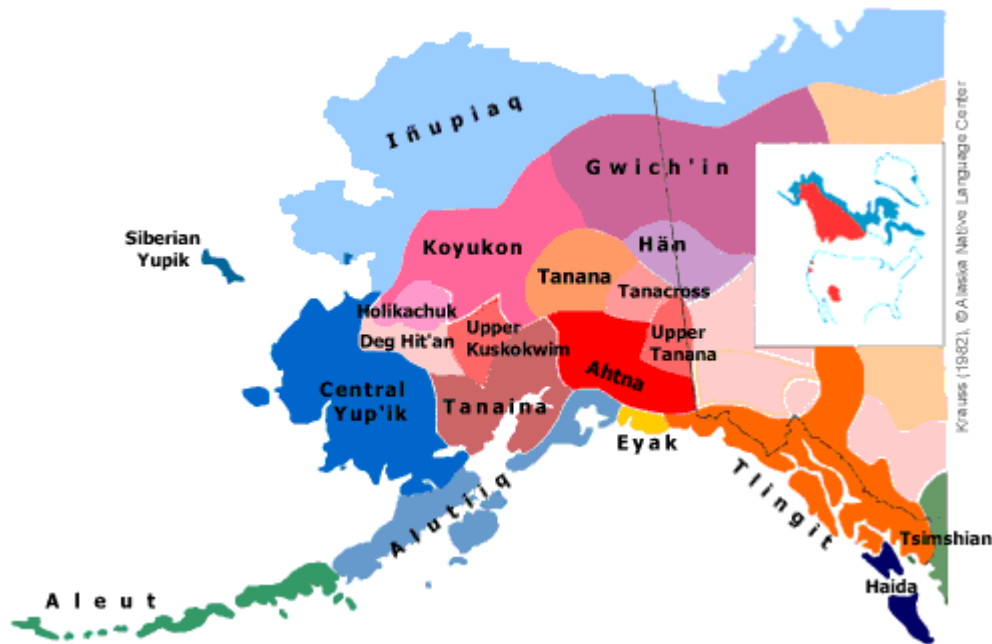 Iñupiaq
Gwich'in
Siberian
Yupik
Koyukon
Hän
Tanana
Tanacross
Holikachuk
Deg Hit'an
Upper
Kuskokwim
Upper
Tanana
Ahtna
Central
Yup'ik
Tanaina
Eyak
Alutiiq
Tlingit
Tsimshian
Haida
Aleut
Krauss (1982), © Alaska Native Language Center